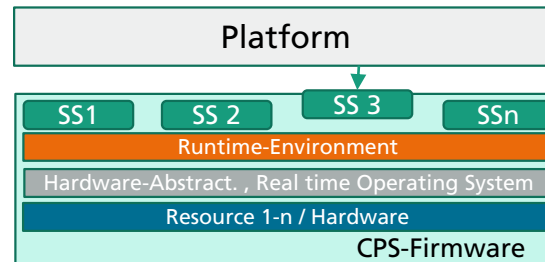 Platform
SS1 SS 2 SS 3 SSn
Runtime-Environment
Hardware-Abstract. , Real time Operating System
Resource 1-n / Hardware
CPS-Firmware